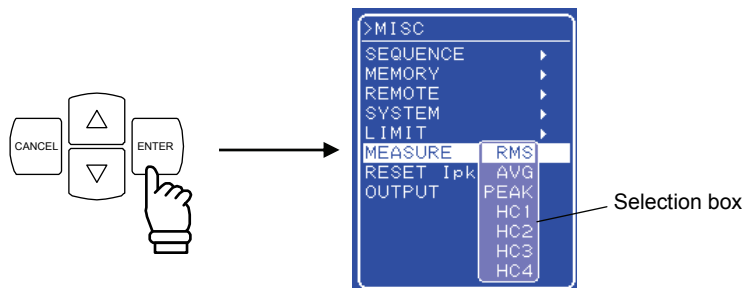 CANCEL
ENTER
>MISC
SEQUENCE
MEMORY
REMOTE
SYSTEM
LIMIT
MEASURE RMS
RESET Ipk AVG
OUTPUT PEAK
HC1
HC2
HC3
HC4
Selection box